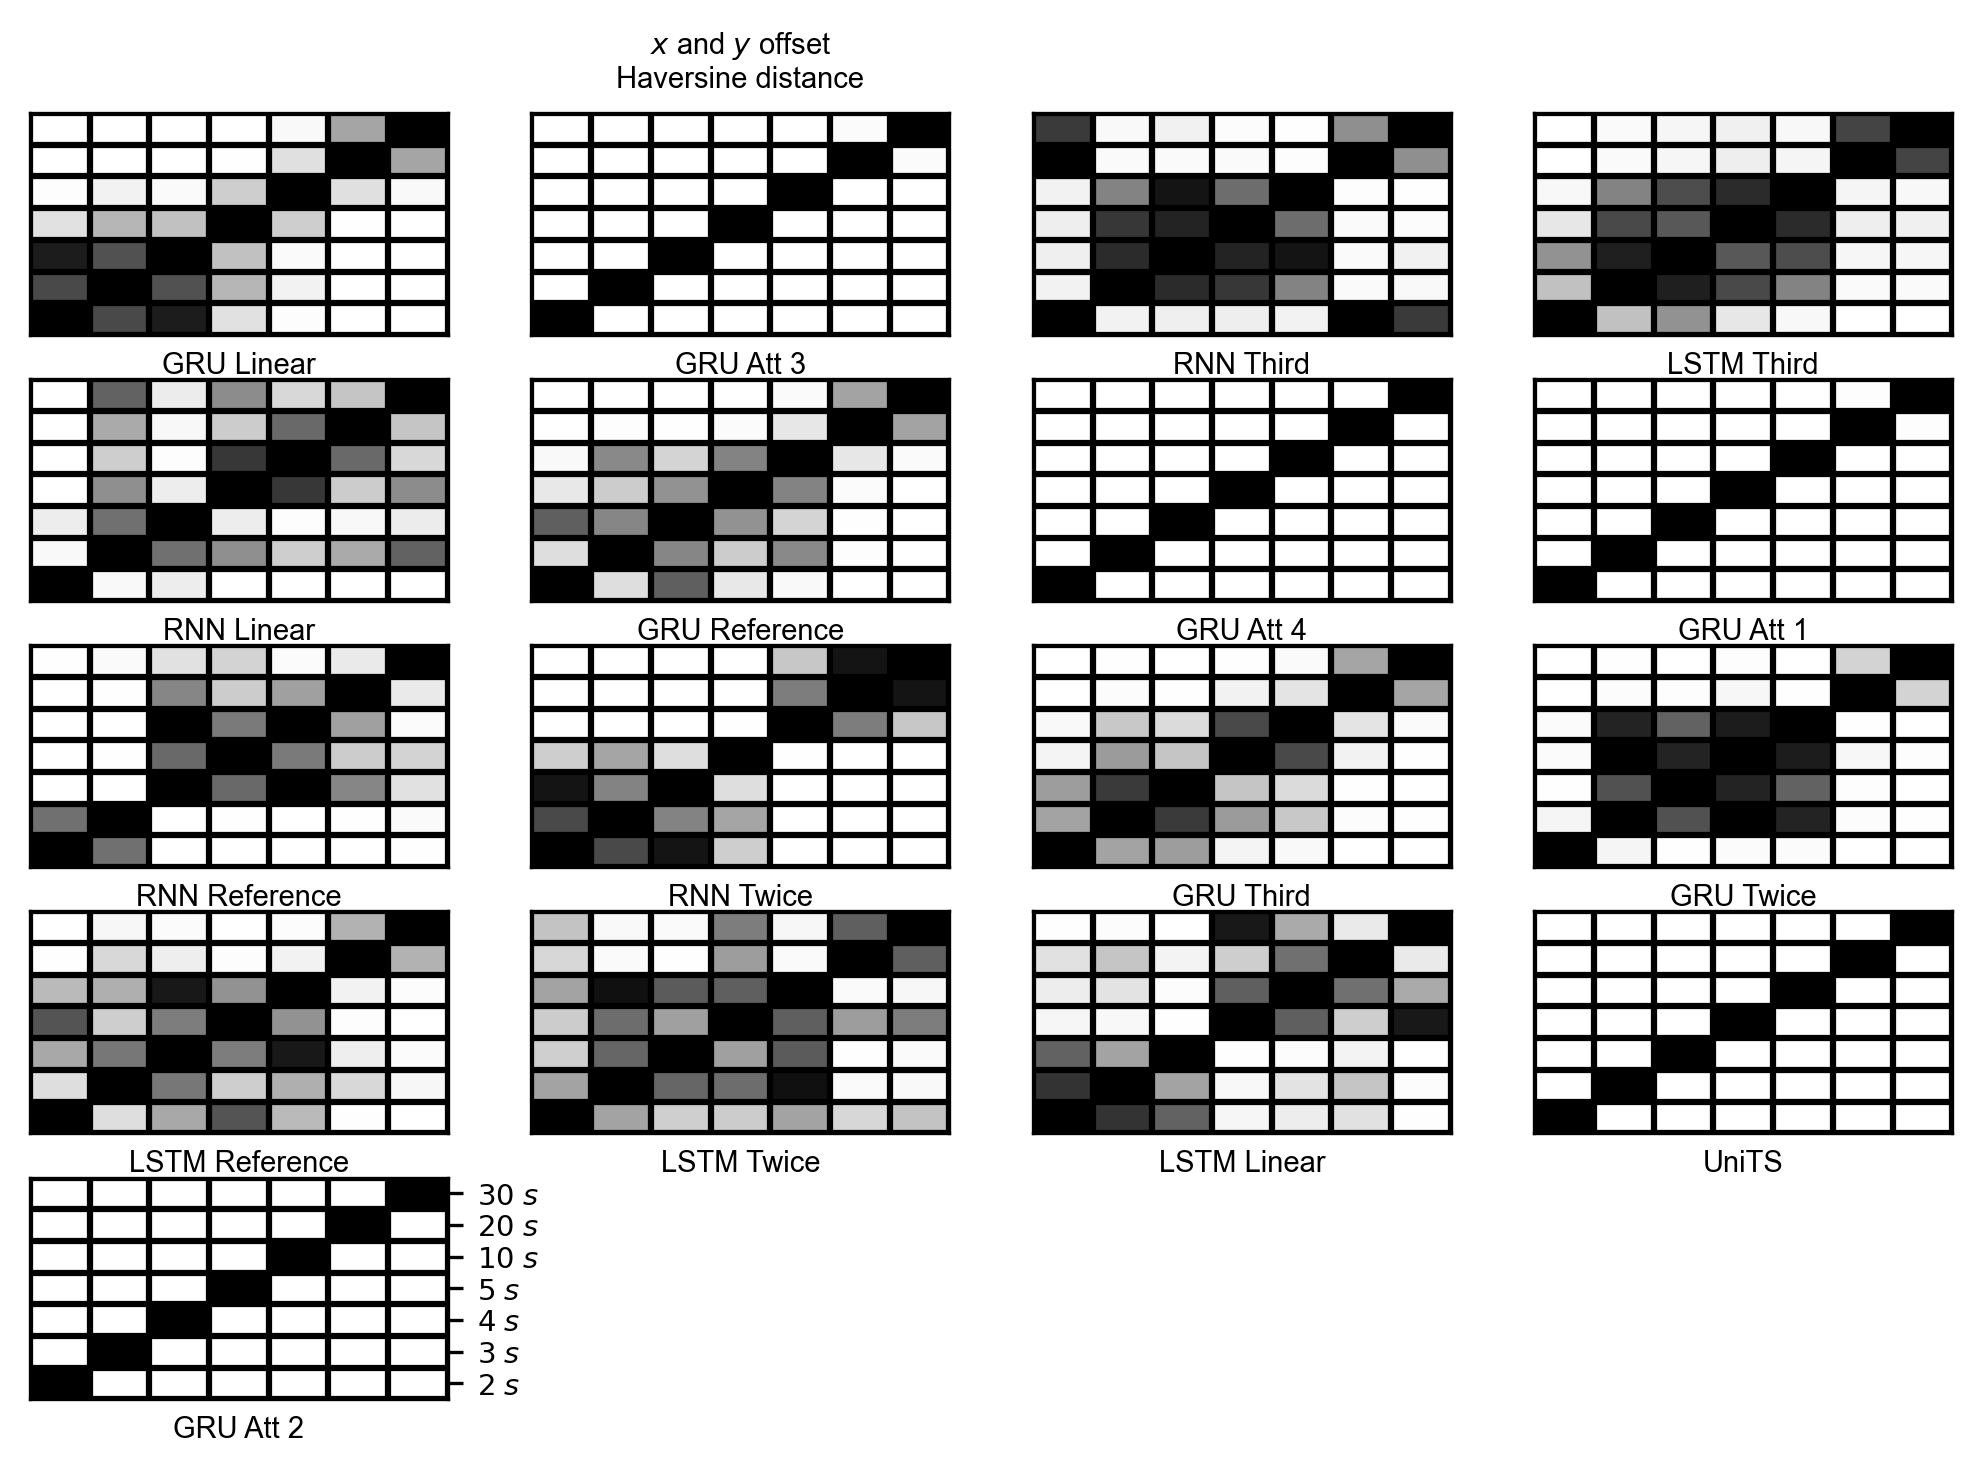 x and y offset
Haversine distance
GRU Linear
GRU Att 3
RNN Third
LSTM Third
RNN Linear
GRU Reference
GRU Att 4
GRU Att 1
RNN Reference
RNN Twice
GRU Third
GRU Twice
LSTM Reference
LSTM Twice
LSTM Linear
UniTS
30 s
20 s
10 s
5 s
4 s
3 s
2 s
GRU Att 2